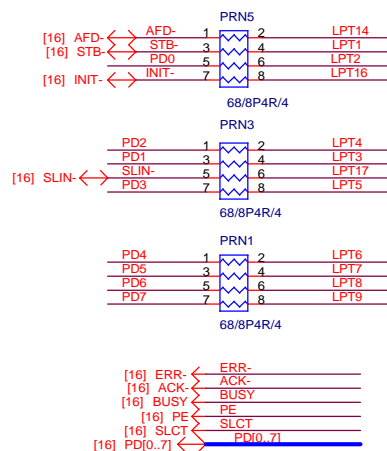 PRN5
[16] AFD- AFD- 1 2 LPT14
[16] STB- STB- 3 4 LPT1
PD0 5 6 LPT2
[16] INIT- INIT- 7 8 LPT16
68/8P4R/4
PRN3
PD2 1 2 LPT4
PD1 3 4 LPT3
[16] SLIN- SLIN- 5 6 LPT17
PD3 7 8 LPT5
68/8P4R/4
PRN1
PD4 1 2 LPT6
PD5 3 4 LPT7
PD6 5 6 LPT8
PD7 7 8 LPT9
68/8P4R/4
[16] ERR- ERR-
[16] ACK- ACK-
[16] BUSY BUSY
[16] PE PE
[16] SLCT SLCT
[16] PD[0..7] PD[0..7]